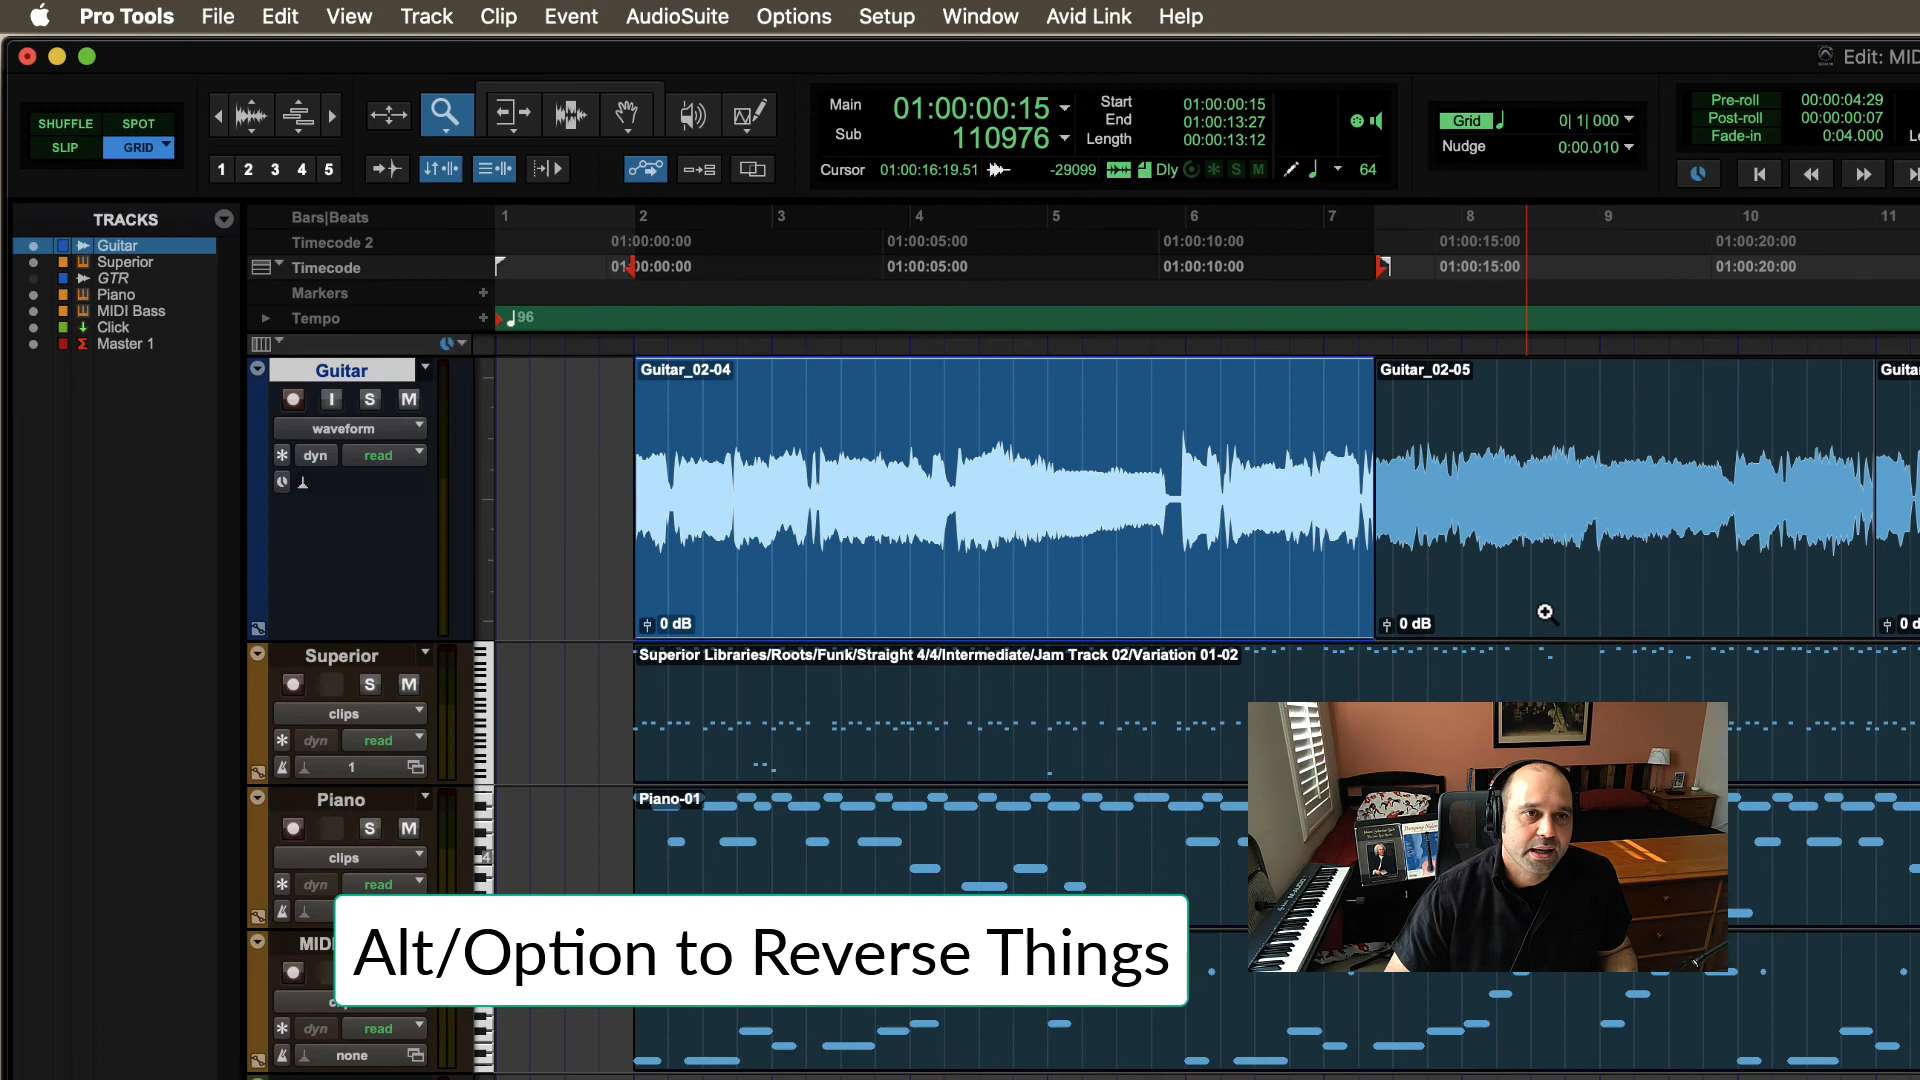 Pro Tools File Edit View Track Clip Event AudioSuite Options Setup Window Avid Link Help
Edit: MID
SHUFFLE SPOT
SLIP GRID
1 2 3 4 5
Main 01:00:00:15
Sub 110976
Start 01:00:00:15
End 01:00:13:27
Length 00:00:13:12
Cursor 01:00:16:19.51 -29099 Dly S M 64
Grid 0| 1| 000
Nudge 0:00.010
Pre-roll 00:00:04:29
Post-roll 00:00:00:07
Fade-in 0:04.000
TRACKS
Guitar
Superior
GTR
Piano
MIDI Bass
Click
Master 1
Bars|Beats 1 2 3 4 5 6 7 8 9 10 11
Timecode 2 01:00:00:00 01:00:05:00 01:00:10:00 01:00:15:00 01:00:20:00
Timecode 01:00:00:00 01:00:05:00 01:00:10:00 01:00:15:00 01:00:20:00
Markers
Tempo 96
Guitar
I S M
waveform
dyn read
Guitar_02-04 Guitar_02-05 Guita
0 dB 0 dB 0 d
Superior
S M
clips
dyn read
1
Superior Libraries/Roots/Funk/Straight 4/4/Intermediate/Jam Track 02/Variation 01-02
Piano
S M
clips
dyn read
Piano-01
4
MID
dyn read
none
Alt/Option to Reverse Things